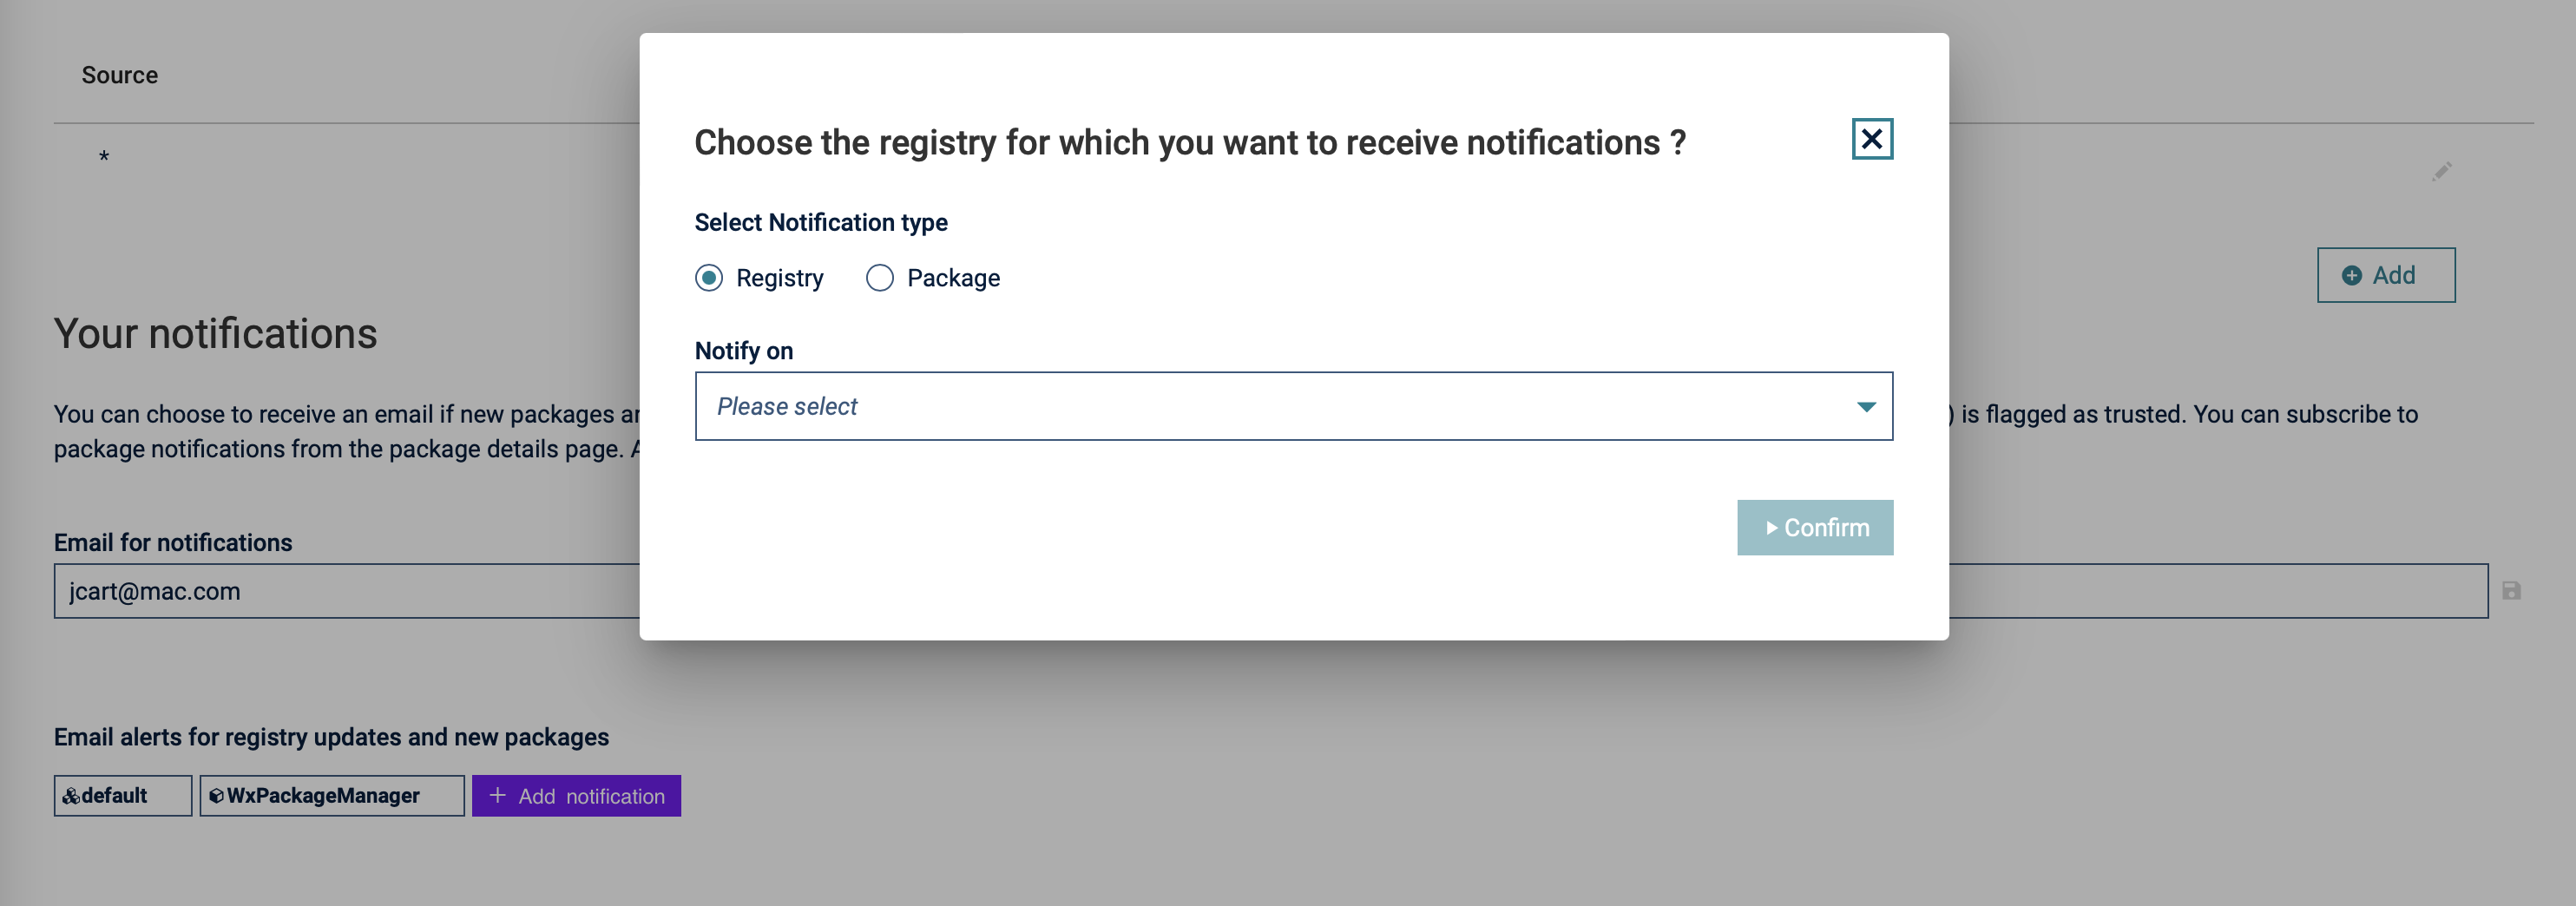 Source
*
Choose the registry for which you want to receive notifications ?
Select Notification type
Registry
Package
Notify on
Please select
Confirm
Add
Your notifications
You can choose to receive an email if new packages ) is flagged as trusted. You can subscribe to
package notifications from the package details page.
Email for notifications
jcart@mac.com
Email alerts for registry updates and new packages
default
WxPackageManager
+ Add notification